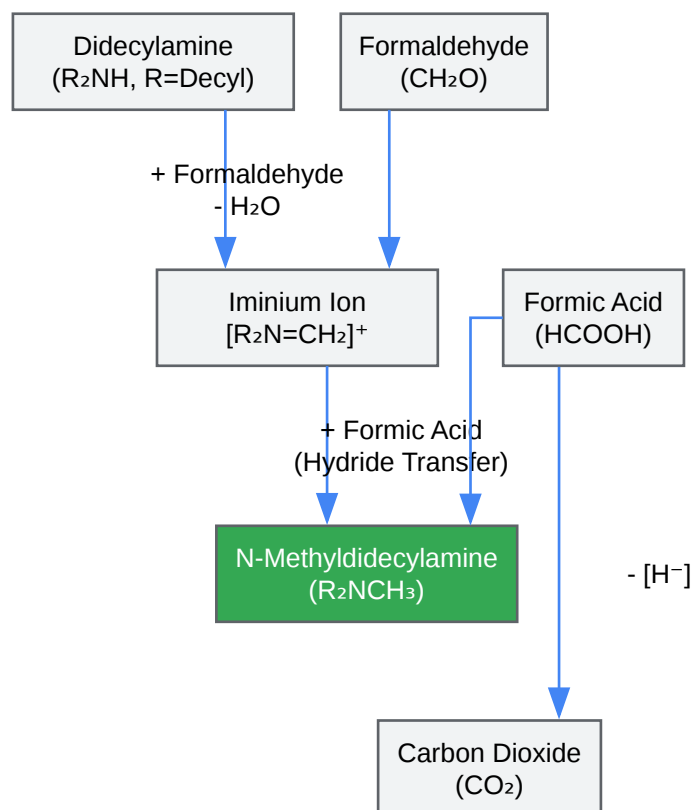 Didecylamine
(R₂NH, R=Decyl)
Formaldehyde
(CH₂O)
+ Formaldehyde
- H₂O
Iminium Ion
[R₂N=CH₂]⁺
Formic Acid
(HCOOH)
+ Formic Acid
(Hydride Transfer)
N-Methyldidecylamine
(R₂NCH₃)
- [H⁻]
Carbon Dioxide
(CO₂)